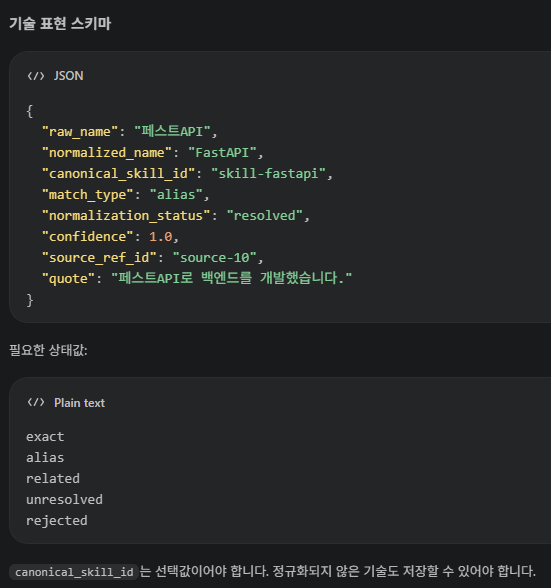 기술 표현 스키마
</> JSON
{
  "raw_name": "페스트API",
  "normalized_name": "FastAPI",
  "canonical_skill_id": "skill-fastapi",
  "match_type": "alias",
  "normalization_status": "resolved",
  "confidence": 1.0,
  "source_ref_id": "source-10",
  "quote": "페스트API로 백엔드를 개발했습니다."
}
필요한 상태값:
</> Plain text
exact
alias
related
unresolved
rejected
canonical_skill_id 는 선택값이어야 합니다. 정규화되지 않은 기술도 저장할 수 있어야 합니다.